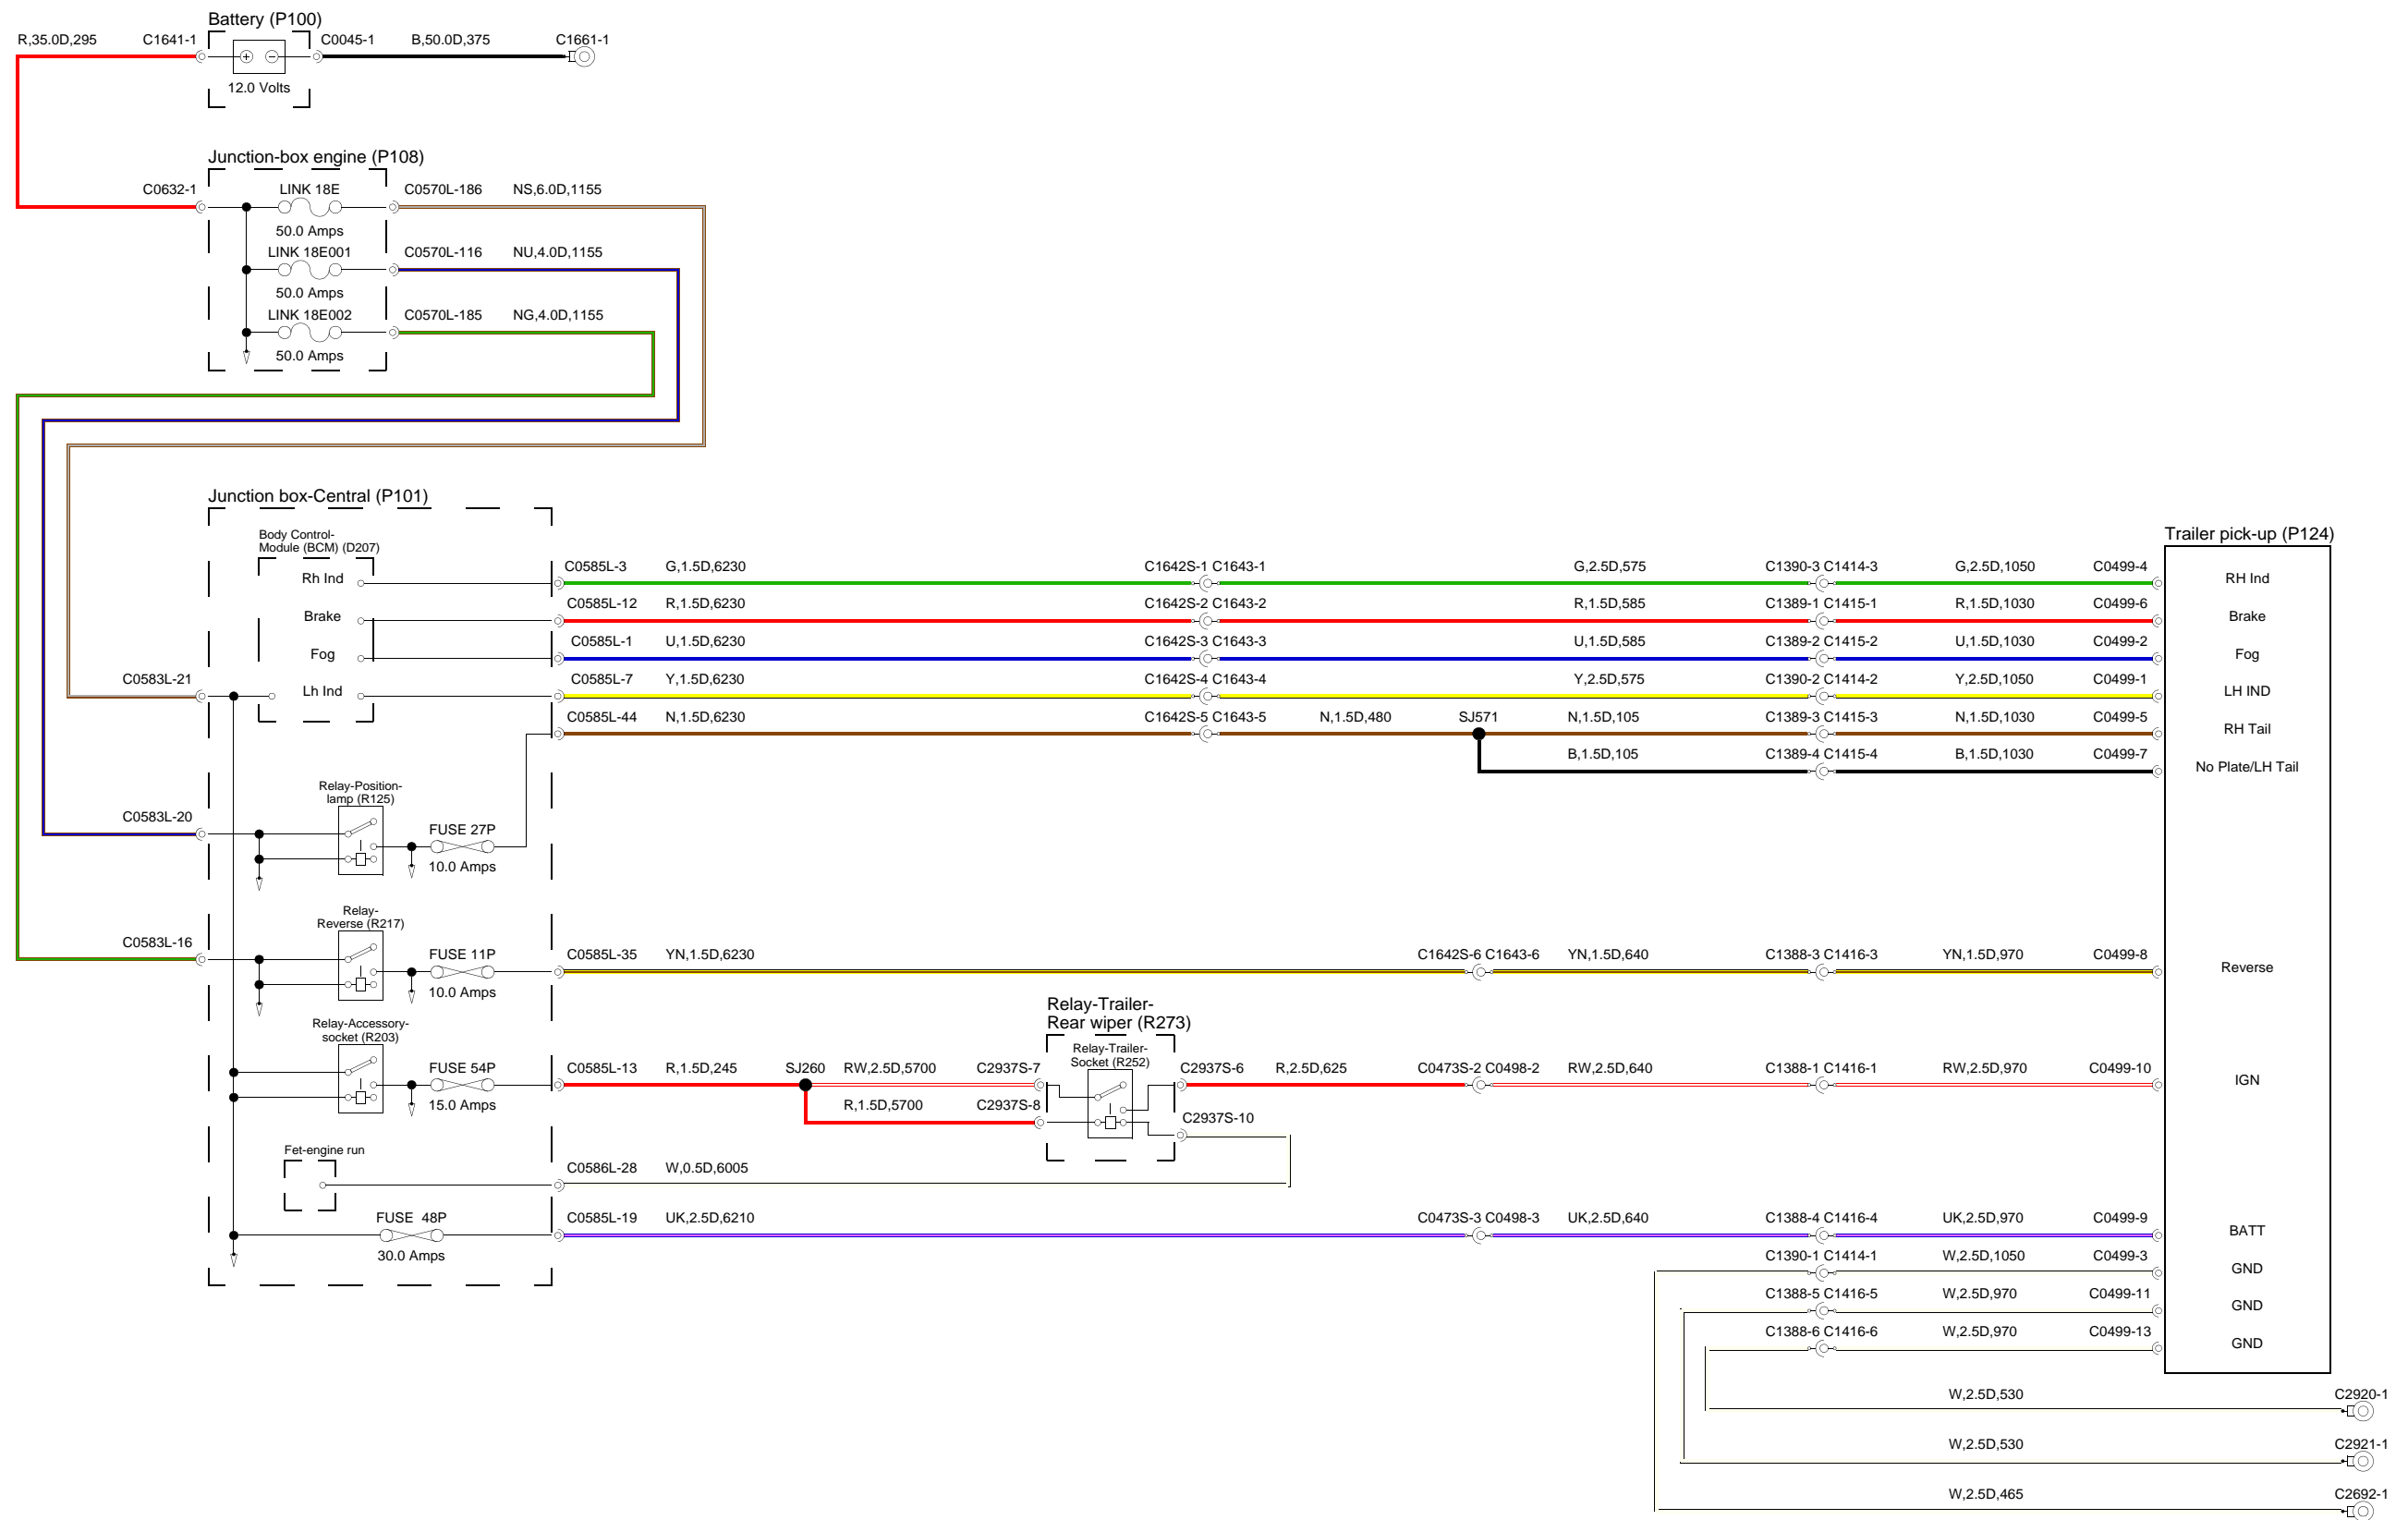 Battery (P100)
R,35.0D,295 C1641-1 C0045-1 B,50.0D,375 C1661-1
12.0 Volts
Junction-box engine (P108)
C0632-1 LINK 18E C0570L-186 NS,6.0D,1155
50.0 Amps
LINK 18E001 C0570L-116 NU,4.0D,1155
50.0 Amps
LINK 18E002 C0570L-185 NG,4.0D,1155
50.0 Amps
Junction box-Central (P101)
Body Control-
Module (BCM) (D207)
Trailer pick-up (P124)
Rh Ind C0585L-3 G,1.5D,6230 C1642S-1 C1643-1 G,2.5D,575 C1390-3 C1414-3 G,2.5D,1050 C0499-4 RH Ind
Brake C0585L-12 R,1.5D,6230 C1642S-2 C1643-2 R,1.5D,585 C1389-1 C1415-1 R,1.5D,1030 C0499-6 Brake
Fog C0585L-1 U,1.5D,6230 C1642S-3 C1643-3 U,1.5D,585 C1389-2 C1415-2 U,1.5D,1030 C0499-2 Fog
C0583L-21 Lh Ind C0585L-7 Y,1.5D,6230 C1642S-4 C1643-4 Y,2.5D,575 C1390-2 C1414-2 Y,2.5D,1050 C0499-1 LH IND
C0585L-44 N,1.5D,6230 C1642S-5 C1643-5 N,1.5D,480 SJ571 N,1.5D,105 C1389-3 C1415-3 N,1.5D,1030 C0499-5 RH Tail
B,1.5D,105 C1389-4 C1415-4 B,1.5D,1030 C0499-7 No Plate/LH Tail
Relay-Position-
lamp (R125)
C0583L-20 FUSE 27P
10.0 Amps
Relay-
Reverse (R217)
C0583L-16 FUSE 11P C0585L-35 YN,1.5D,6230 C1642S-6 C1643-6 YN,1.5D,640 C1388-3 C1416-3 YN,1.5D,970 C0499-8 Reverse
10.0 Amps
Relay-Trailer-
Rear wiper (R273)
Relay-Accessory-
socket (R203)
Relay-Trailer-
Socket (R252)
FUSE 54P C0585L-13 R,1.5D,245 SJ260 RW,2.5D,5700 C2937S-7 C2937S-6 R,2.5D,625 C0473S-2 C0498-2 RW,2.5D,640 C1388-1 C1416-1 RW,2.5D,970 C0499-10 IGN
15.0 Amps R,1.5D,5700 C2937S-8 C2937S-10
Fet-engine run
C0586L-28 W,0.5D,6005
FUSE 48P C0585L-19 UK,2.5D,6210 C0473S-3 C0498-3 UK,2.5D,640 C1388-4 C1416-4 UK,2.5D,970 C0499-9 BATT
30.0 Amps C1390-1 C1414-1 W,2.5D,1050 C0499-3 GND
C1388-5 C1416-5 W,2.5D,970 C0499-11 GND
C1388-6 C1416-6 W,2.5D,970 C0499-13 GND
W,2.5D,530 C2920-1
W,2.5D,530 C2921-1
W,2.5D,465 C2692-1